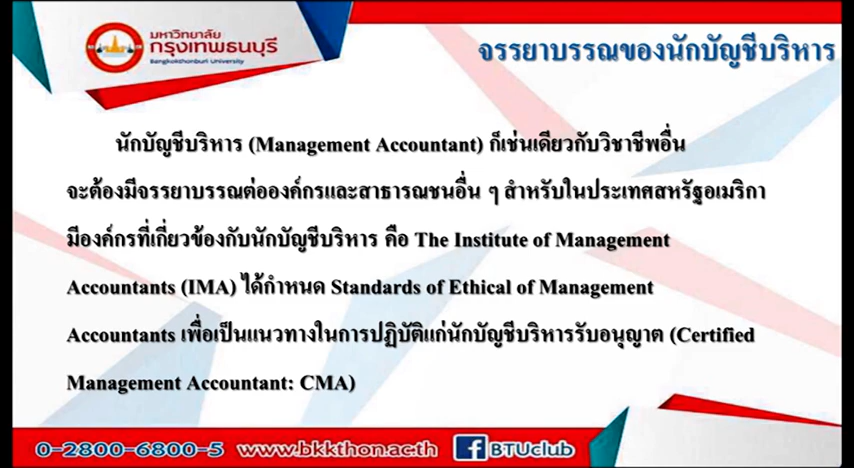 มหาวิทยาลัย
กรุงเทพธนบุรี
Bangkokthonburi University
จรรยาบรรณของนักบัญชีบริหาร
นักบัญชีบริหาร (Management Accountant) ก็เช่นเดียวกับวิชาชีพอื่น
จะต้องมีจรรยาบรรณต่อองค์กรและสาธารณชนอื่น ๆ สำหรับในประเทศสหรัฐอเมริกา
มีองค์กรที่เกี่ยวข้องกับนักบัญชีบริหาร คือ The Institute of Management
Accountants (IMA) ได้กำหนด Standards of Ethical of Management
Accountants เพื่อเป็นแนวทางในการปฏิบัติแก่นักบัญชีบริหารรับอนุญาต (Certified
Management Accountant: CMA)
0-2800-6800-5 www.bkkthon.ac.th f BTUclub